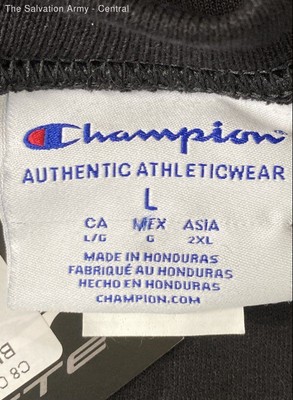 The Salvation Army - Central
Champion
AUTHENTIC ATHLETICWEAR
L
CA MEX ASIA
L/G G 2XL
MADE IN HONDURAS
FABRIQUÉ AU HONDURAS
HECHO EN HONDURAS
CHAMPION.COM